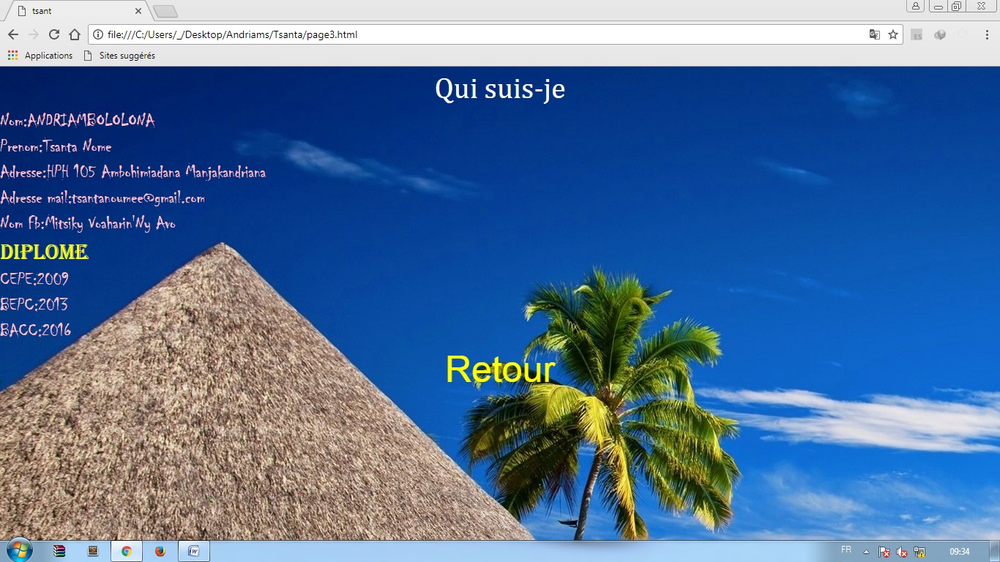 tsant
file:///C:/Users/_/Desktop/Andriams/Tsanta/page3.html
Applications
Sites suggérés
Qui suis-je
Nom:ANDRIAMBOLOLONA
Prenom:Tsanta Nome
Adresse:HPH 105 Ambohimiadana Manjakandriana
Adresse mail:tsantanoumee@gmail.com
Nom Fb:Mitsiky Voaharin'Ny Avo
DIPLOME
CEPE:2009
BEPC:2013
BACC:2016
Retour
FR
09:34